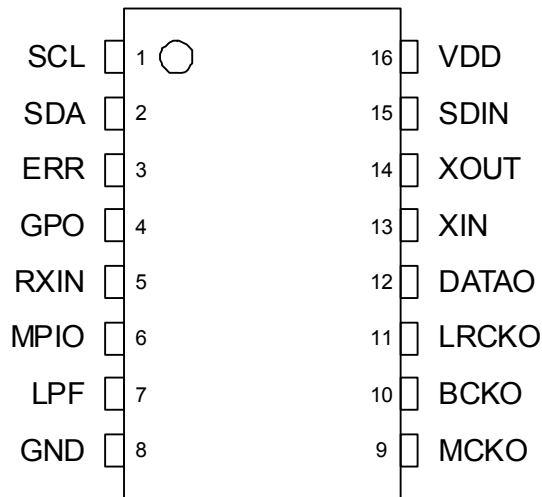 SCL 1 16 VDD
SDA 2 15 SDIN
ERR 3 14 XOUT
GPO 4 13 XIN
RXIN 5 12 DATAO
MPIO 6 11 LRCKO
LPF 7 10 BCKO
GND 8 9 MCKO